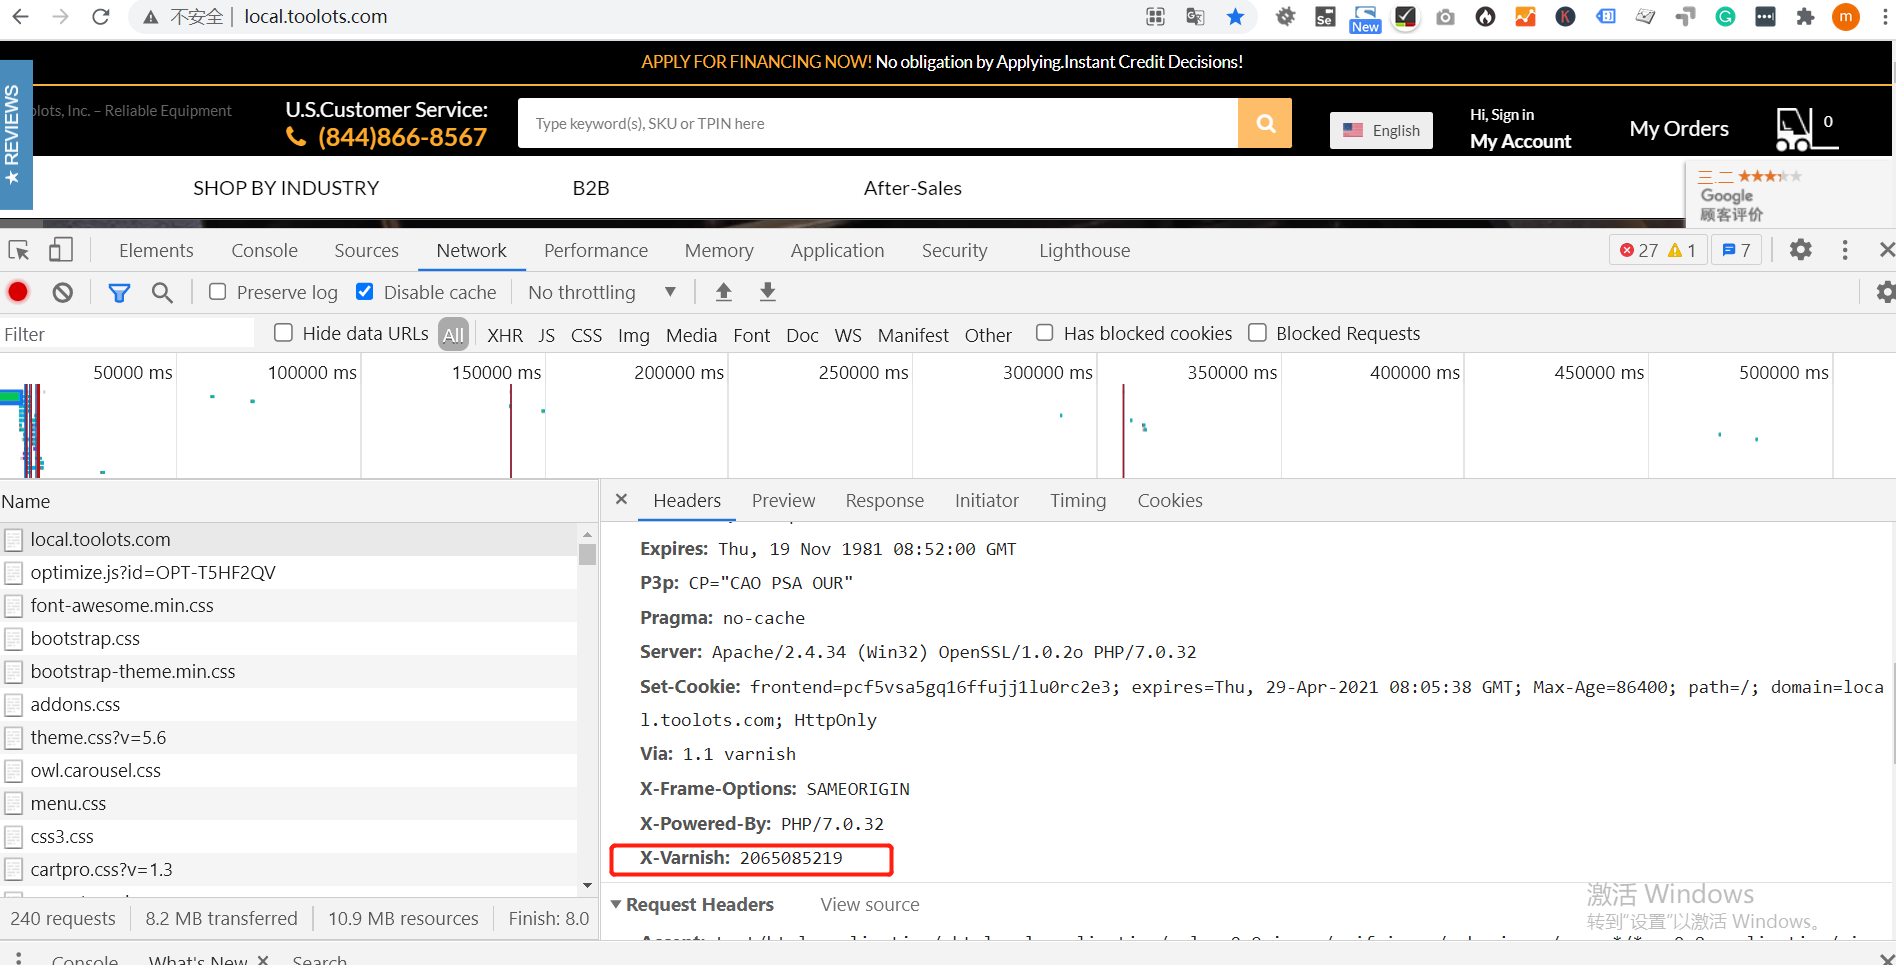 不安全 local.toolots.com
Se
New
K
G
m
APPLY FOR FINANCING NOW! No obligation by Applying.Instant Credit Decisions!
★ REVIEWS
olots, Inc. – Reliable Equipment
U.S.Customer Service:
(844)866-8567
Type keyword(s), SKU or TPIN here
English
Hi, Sign in
My Account
My Orders
0
SHOP BY INDUSTRY
B2B
After-Sales
三.二 ★★★★★
Google
顾客评价
Elements Console Sources Network Performance Memory Application Security Lighthouse
27 1 7
Preserve log Disable cache No throttling
Filter Hide data URLs All XHR JS CSS Img Media Font Doc WS Manifest Other Has blocked cookies Blocked Requests
50000 ms 100000 ms 150000 ms 200000 ms 250000 ms 300000 ms 350000 ms 400000 ms 450000 ms 500000 ms
Name
local.toolots.com
optimize.js?id=OPT-T5HF2QV
font-awesome.min.css
bootstrap.css
bootstrap-theme.min.css
addons.css
theme.css?v=5.6
owl.carousel.css
menu.css
css3.css
cartpro.css?v=1.3
240 requests 8.2 MB transferred 10.9 MB resources Finish: 8.0
Headers Preview Response Initiator Timing Cookies
Expires: Thu, 19 Nov 1981 08:52:00 GMT
P3p: CP="CAO PSA OUR"
Pragma: no-cache
Server: Apache/2.4.34 (Win32) OpenSSL/1.0.2o PHP/7.0.32
Set-Cookie: frontend=pcf5vsa5gq16ffujj1lu0rc2e3; expires=Thu, 29-Apr-2021 08:05:38 GMT; Max-Age=86400; path=/; domain=loca
l.toolots.com; HttpOnly
Via: 1.1 varnish
X-Frame-Options: SAMEORIGIN
X-Powered-By: PHP/7.0.32
X-Varnish: 2065085219
Request Headers View source
激活 Windows
转到"设置"以激活 Windows。
Console What's New Search